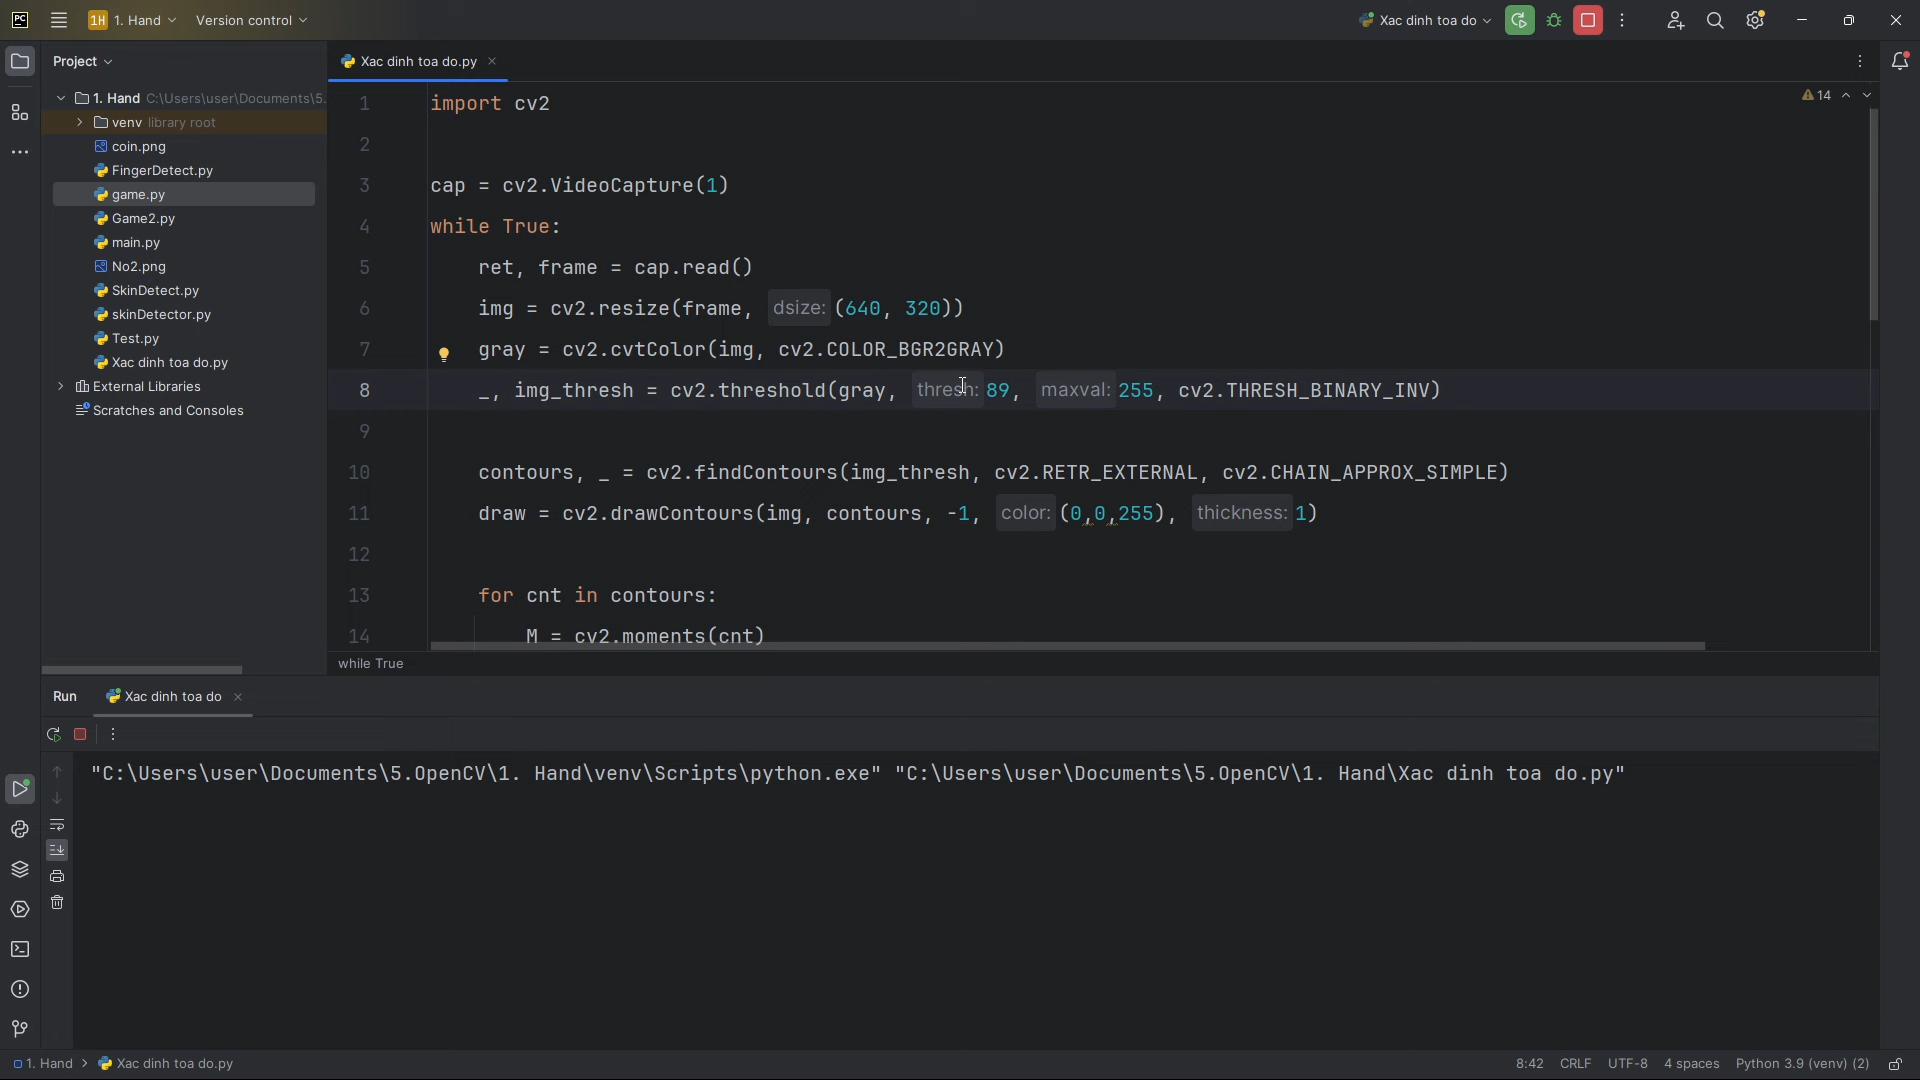 PC 1H 1. Hand Version control Xac dinh toa do
Project
Xac dinh toa do.py
1. Hand C:\Users\user\Documents\5.
venv library root
coin.png
FingerDetect.py
game.py
Game2.py
main.py
No2.png
SkinDetect.py
skinDetector.py
Test.py
Xac dinh toa do.py
External Libraries
Scratches and Consoles
14
1 import cv2
2
3 cap = cv2.VideoCapture(1)
4 while True:
5 ret, frame = cap.read()
6 img = cv2.resize(frame, dsize: (640, 320))
7 gray = cv2.cvtColor(img, cv2.COLOR_BGR2GRAY)
8 _, img_thresh = cv2.threshold(gray, thresh: 89, maxval: 255, cv2.THRESH_BINARY_INV)
9
10 contours, _ = cv2.findContours(img_thresh, cv2.RETR_EXTERNAL, cv2.CHAIN_APPROX_SIMPLE)
11 draw = cv2.drawContours(img, contours, -1, color: (0,0,255), thickness: 1)
12
13 for cnt in contours:
14 M = cv2.moments(cnt)
while True
Run Xac dinh toa do
"C:\Users\user\Documents\5.OpenCV\1. Hand\venv\Scripts\python.exe" "C:\Users\user\Documents\5.OpenCV\1. Hand\Xac dinh toa do.py"
1. Hand Xac dinh toa do.py 8:42 CRLF UTF-8 4 spaces Python 3.9 (venv) (2)